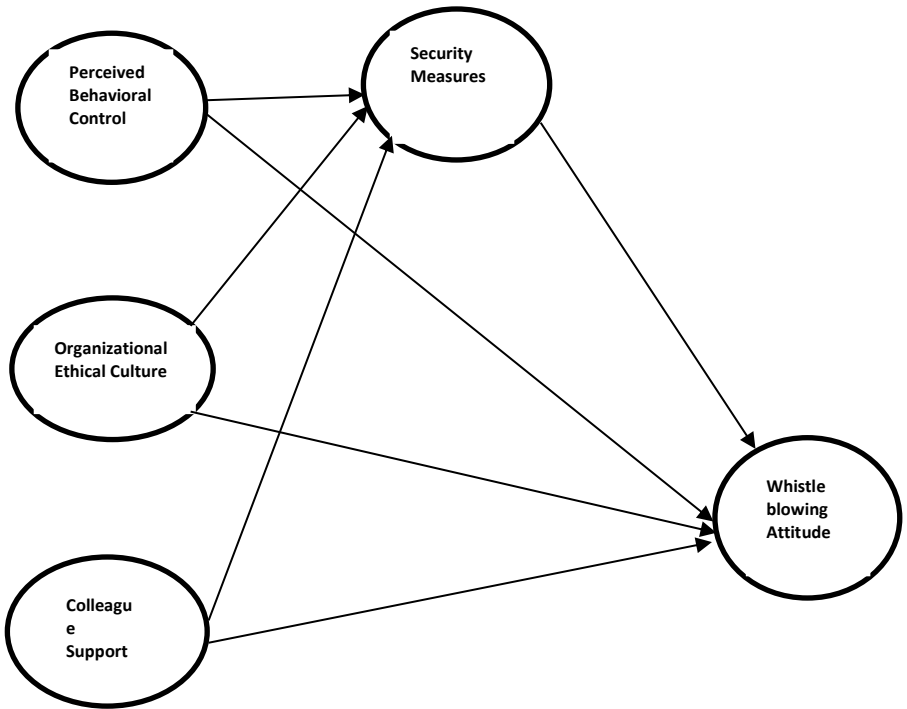 Perceived
Behavioral
Control
Security
Measures
Organizational
Ethical Culture
Whistle
blowing
Attitude
Colleagu
e
Support